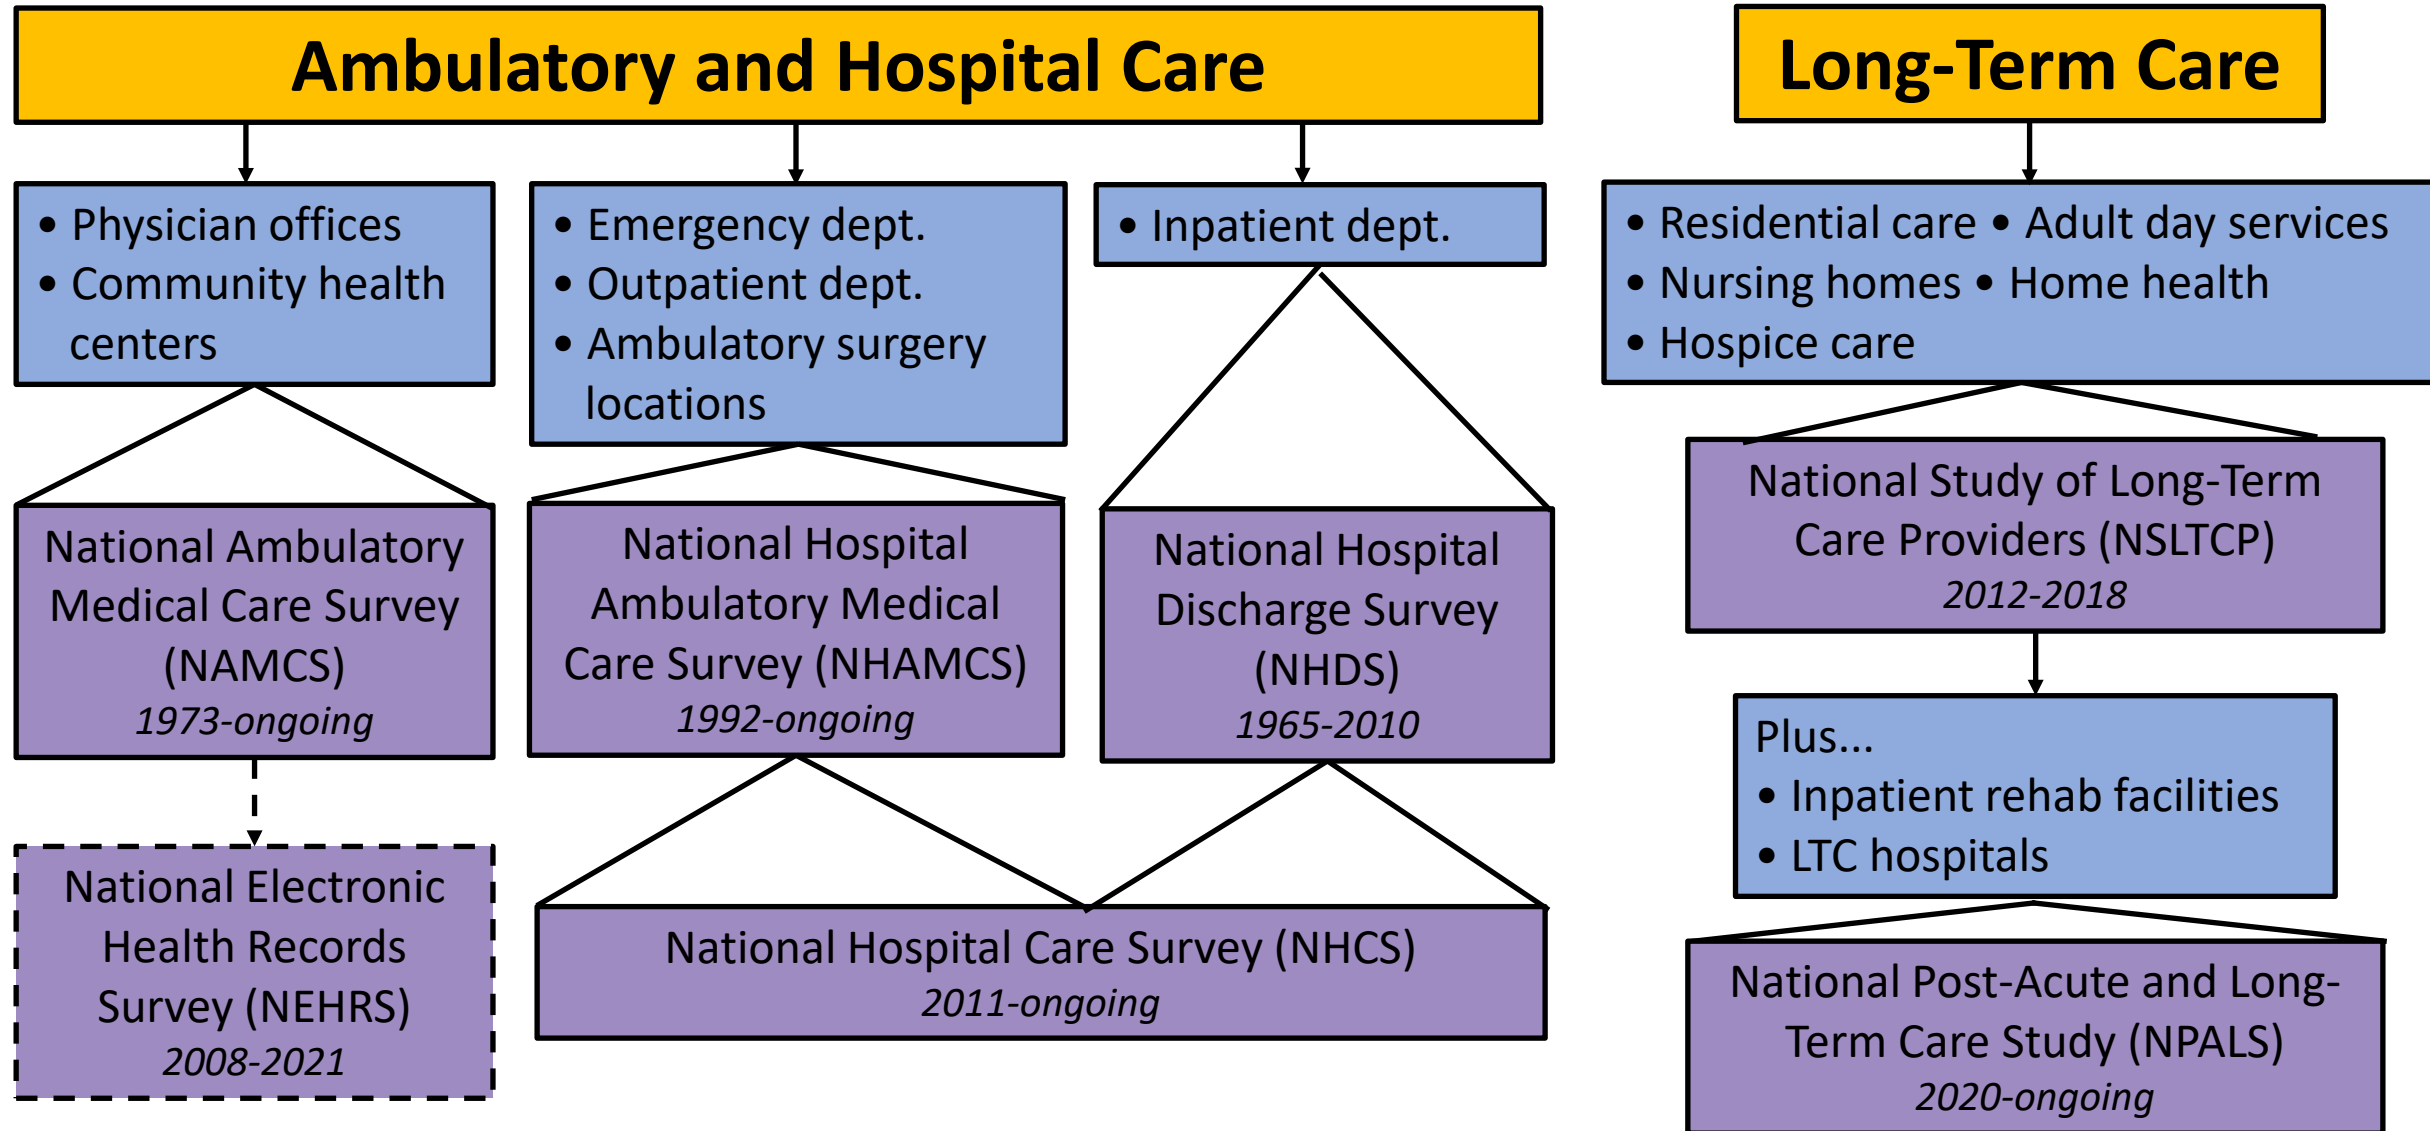 Ambulatory and Hospital Care
• Physician offices
• Community health
centers
• Emergency dept.
• Outpatient dept.
• Ambulatory surgery
locations
• Inpatient dept.
National Ambulatory
Medical Care Survey
(NAMCS)
1973-ongoing
National Hospital
Ambulatory Medical
Care Survey (NHAMCS)
1992-ongoing
National Hospital
Discharge Survey
(NHDS)
1965-2010
National Electronic
Health Records
Survey (NEHRS)
2008-2021
National Hospital Care Survey (NHCS)
2011-ongoing
Long-Term Care
• Residential care • Adult day services
• Nursing homes • Home health
• Hospice care
National Study of Long-Term
Care Providers (NSLTCP)
2012-2018
Plus...
• Inpatient rehab facilities
• LTC hospitals
National Post-Acute and Long-
Term Care Study (NPALS)
2020-ongoing